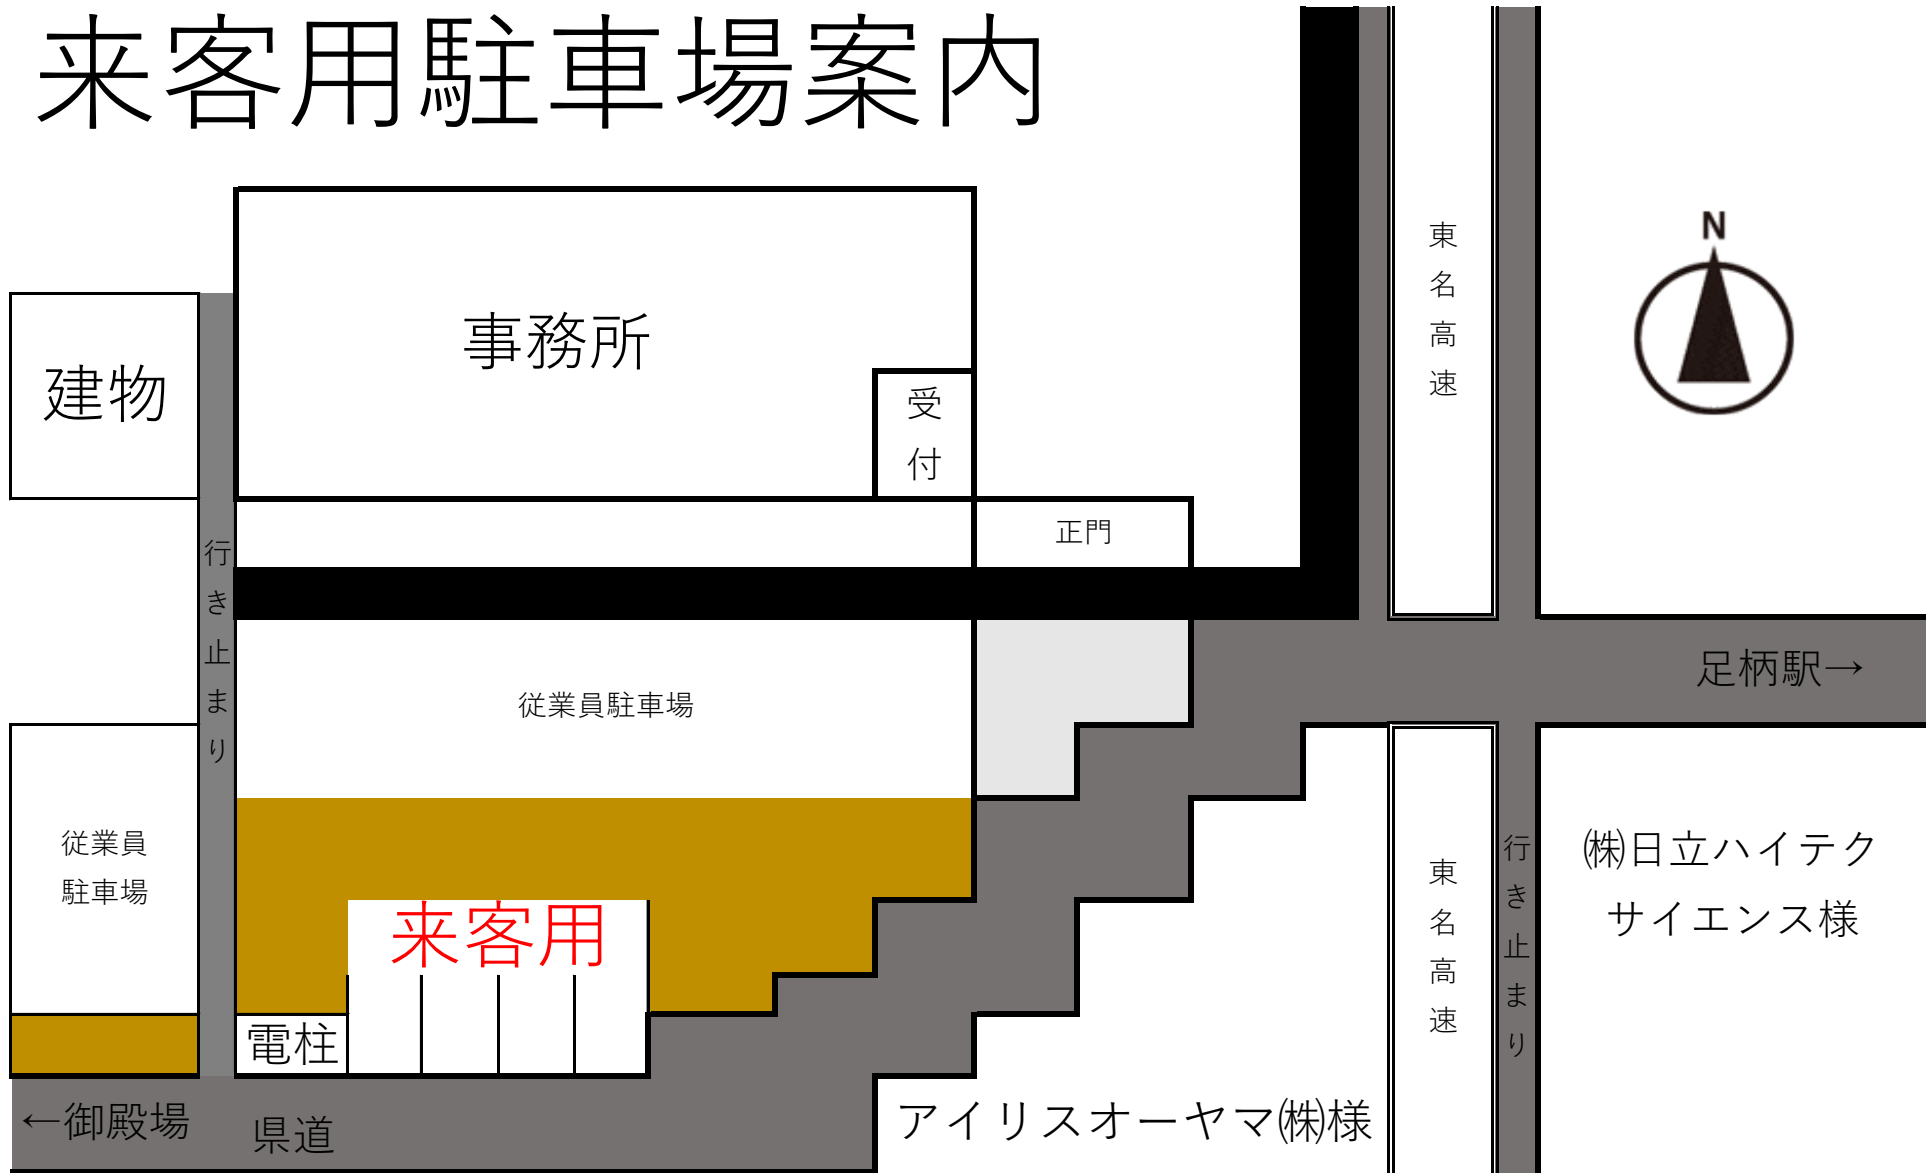 来客用駐車場案内
N
東名高速
事務所
建物
受付
正門
行き止まり
足柄駅→
従業員駐車場
従業員
駐車場
㈱日立ハイテク
サイエンス様
東名高速
行き止まり
来客用
電柱
←御殿場
県道
アイリスオーヤマ㈱様